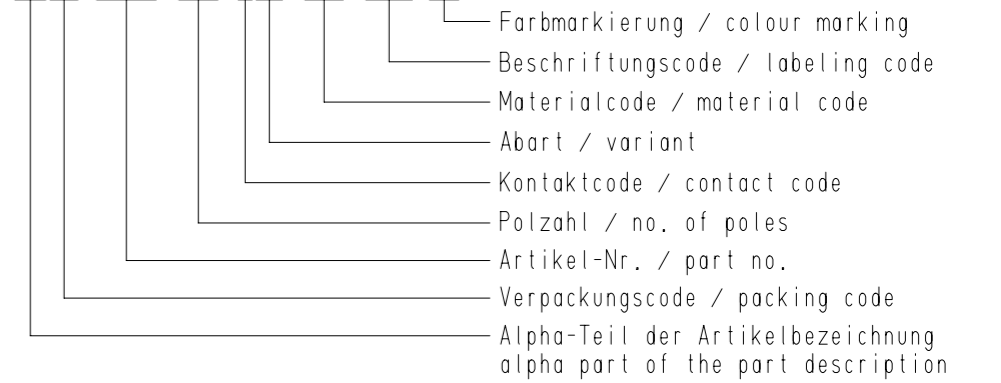 Farbmarkierung / colour marking
Beschriftungscode / labeling code
Materialcode / material code
Abart / variant
Kontaktcode / contact code
Polzahl / no. of poles
Artikel-Nr. / part no.
Verpackungscode / packing code
Alpha-Teil der Artikelbezeichnung
alpha part of the part description